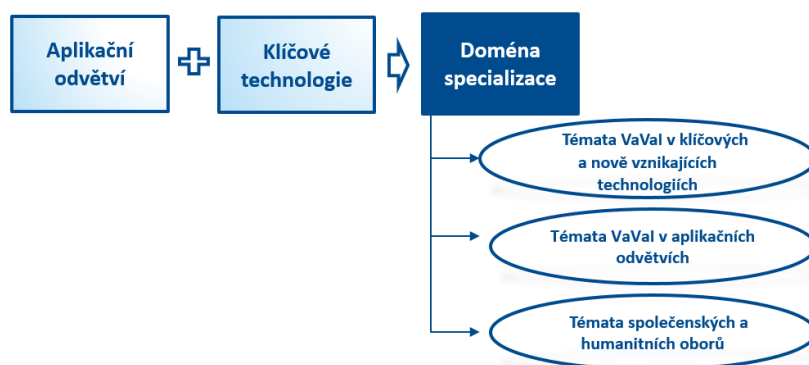 Aplikační
odvětví
Klíčové
technologie
Doména
specializace
Témata VaVaI v klíčových
a nově vznikajících
technologiích
Témata VaVaI v aplikačních
odvětvích
Témata společenských a
humanitních oborů